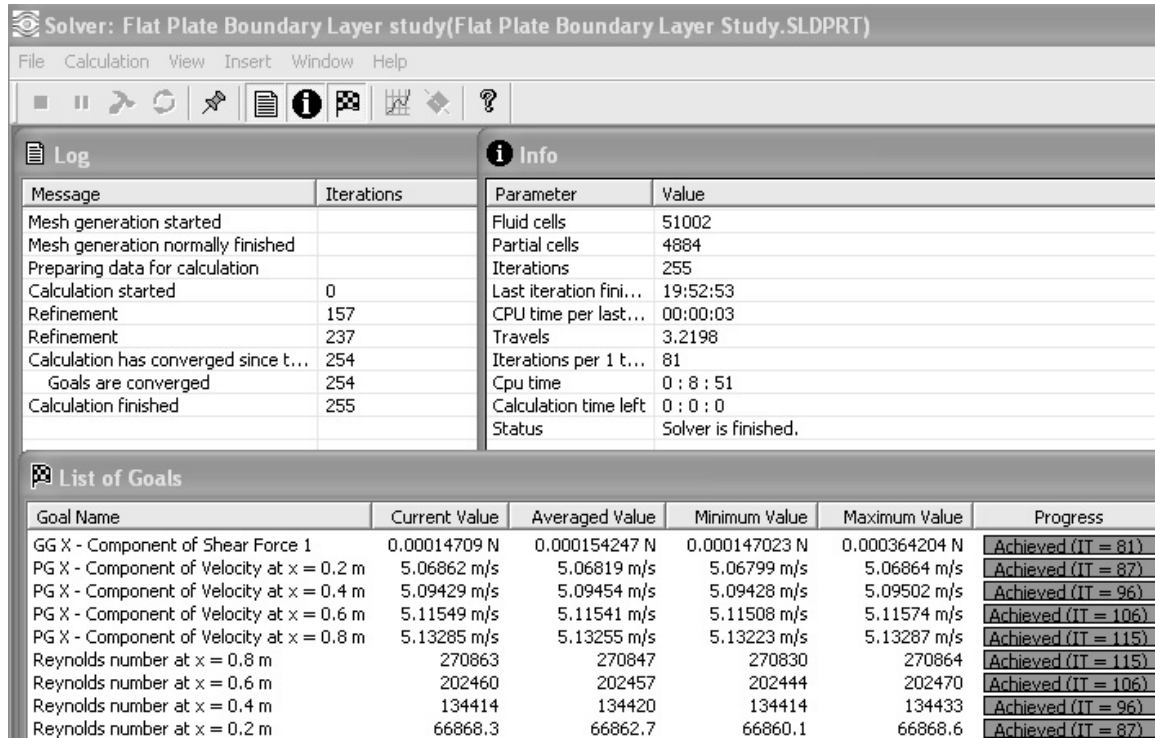 Solver: Flat Plate Boundary Layer study(Flat Plate Boundary Layer Study.SLDPRT)
File Calculation View Insert Window Help
Log
Message Iterations
Mesh generation started
Mesh generation normally finished
Preparing data for calculation
Calculation started 0
Refinement 157
Refinement 237
Calculation has converged since t... 254
Goals are converged 254
Calculation finished 255
Info
Parameter Value
Fluid cells 51002
Partial cells 4884
Iterations 255
Last iteration fini... 19:52:53
CPU time per last... 00:00:03
Travels 3.2198
Iterations per 1 t... 81
Cpu time 0 : 8 : 51
Calculation time left 0 : 0 : 0
Status Solver is finished.
List of Goals
Goal Name Current Value Averaged Value Minimum Value Maximum Value Progress
GG X - Component of Shear Force 1 0.00014709 N 0.000154247 N 0.000147023 N 0.000364204 N Achieved (IT = 81)
PG X - Component of Velocity at x = 0.2 m 5.06862 m/s 5.06819 m/s 5.06799 m/s 5.06864 m/s Achieved (IT = 87)
PG X - Component of Velocity at x = 0.4 m 5.09429 m/s 5.09454 m/s 5.09428 m/s 5.09502 m/s Achieved (IT = 96)
PG X - Component of Velocity at x = 0.6 m 5.11549 m/s 5.11541 m/s 5.11508 m/s 5.11574 m/s Achieved (IT = 106)
PG X - Component of Velocity at x = 0.8 m 5.13285 m/s 5.13255 m/s 5.13223 m/s 5.13287 m/s Achieved (IT = 115)
Reynolds number at x = 0.8 m 270863 270847 270830 270864 Achieved (IT = 115)
Reynolds number at x = 0.6 m 202460 202457 202444 202470 Achieved (IT = 106)
Reynolds number at x = 0.4 m 134414 134420 134414 134433 Achieved (IT = 96)
Reynolds number at x = 0.2 m 66868.3 66862.7 66860.1 66868.6 Achieved (IT = 87)